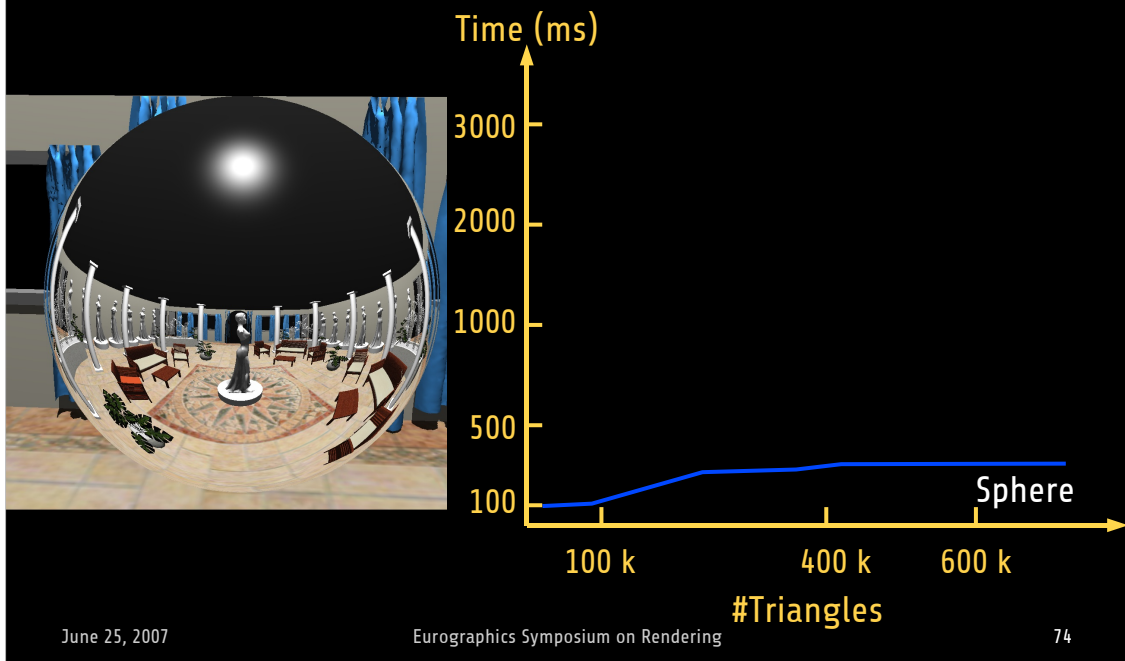 Time (ms)
3000
2000
1000
500
100
Sphere
100 k
400 k
600 k
#Triangles
June 25, 2007
Eurographics Symposium on Rendering
74